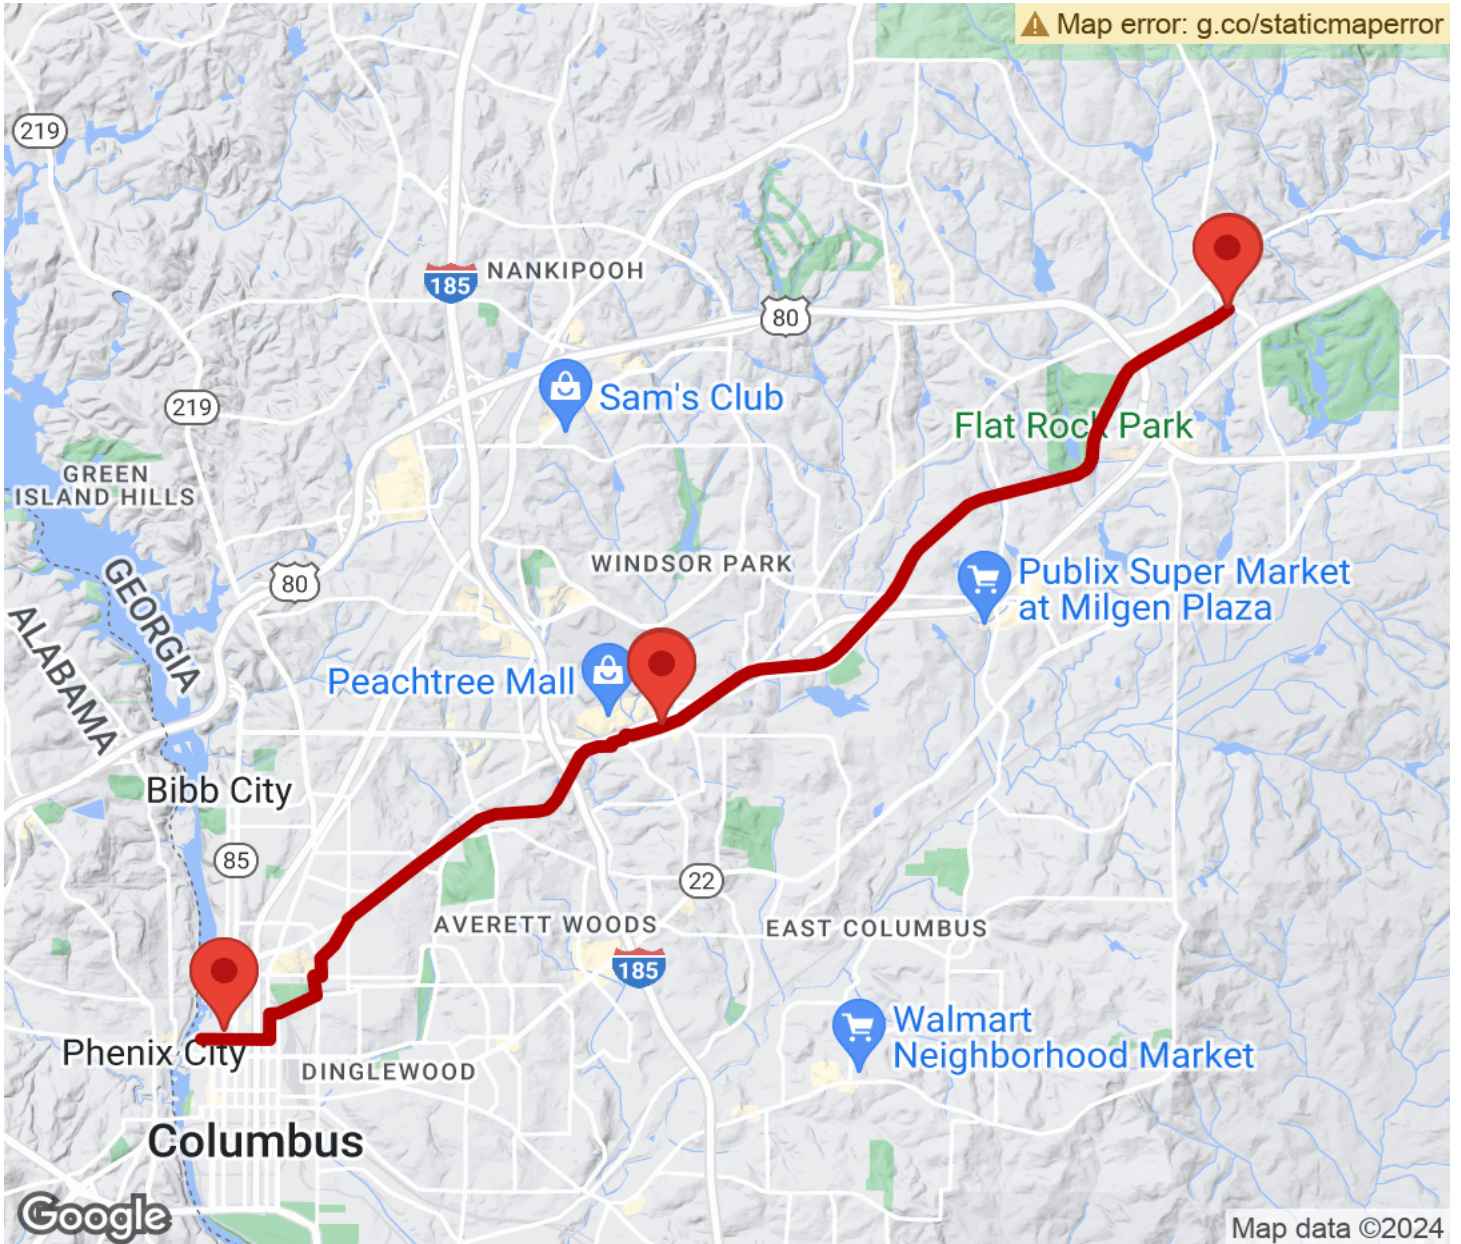 Map error: g.co/staticmaperror
219
NANKIPOOH
185
80
Sam's Club
219
Flat Rock Park
GREEN
ISLAND HILLS
WINDSOR PARK
80
GEORGIA
ALABAMA
Publix Super Market
at Milgen Plaza
Peachtree Mall
Bibb City
85
22
AVERETT WOODS
EAST COLUMBUS
185
Walmart
Neighborhood Market
Phenix City
DINGLEWOOD
Columbus
Google
Map data ©2024